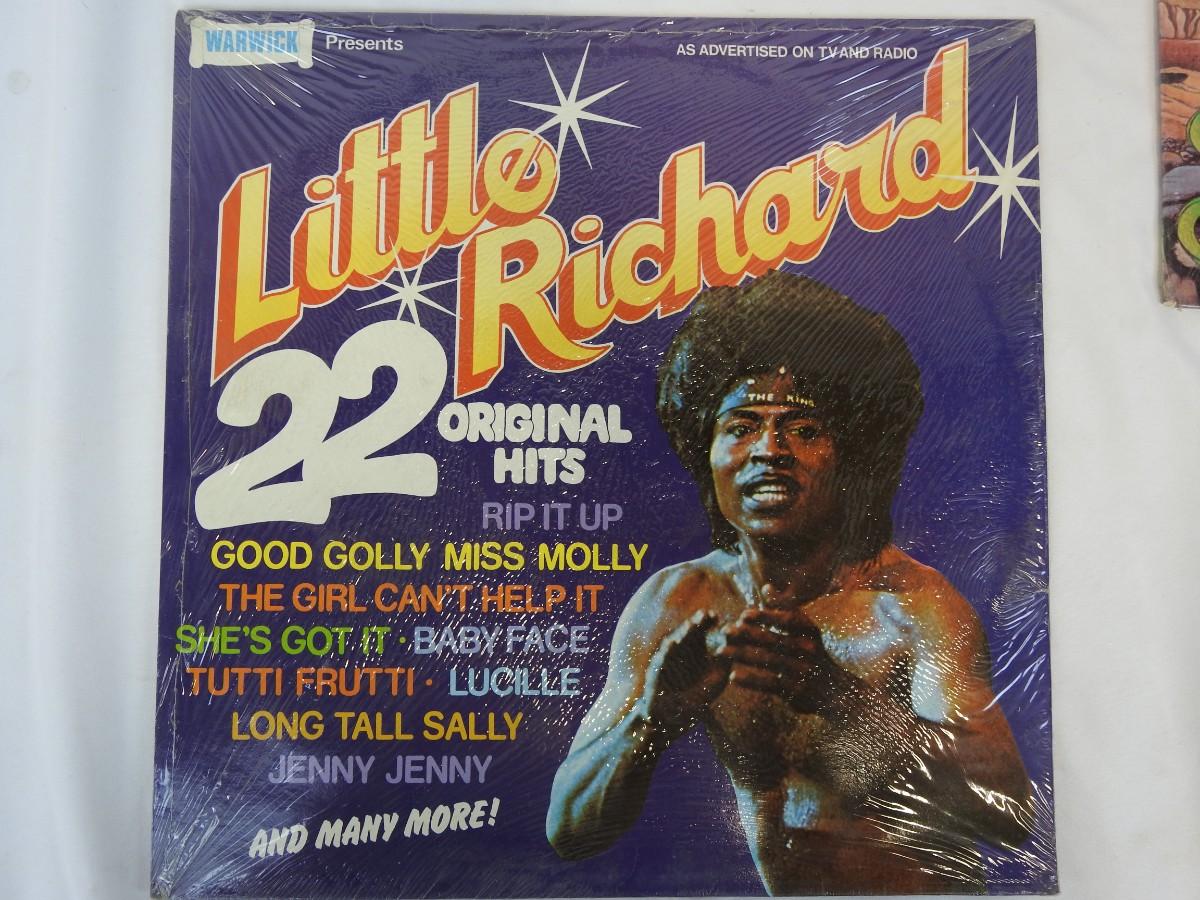 WARWICK Presents
AS ADVERTISED ON TV AND RADIO
Little
Richard
22
ORIGINAL
HITS
THE KING
RIP IT UP
GOOD GOLLY MISS MOLLY
THE GIRL CAN'T HELP IT
SHE'S GOT IT · BABY FACE
TUTTI FRUTTI · LUCILLE
LONG TALL SALLY
JENNY JENNY
AND MANY MORE!